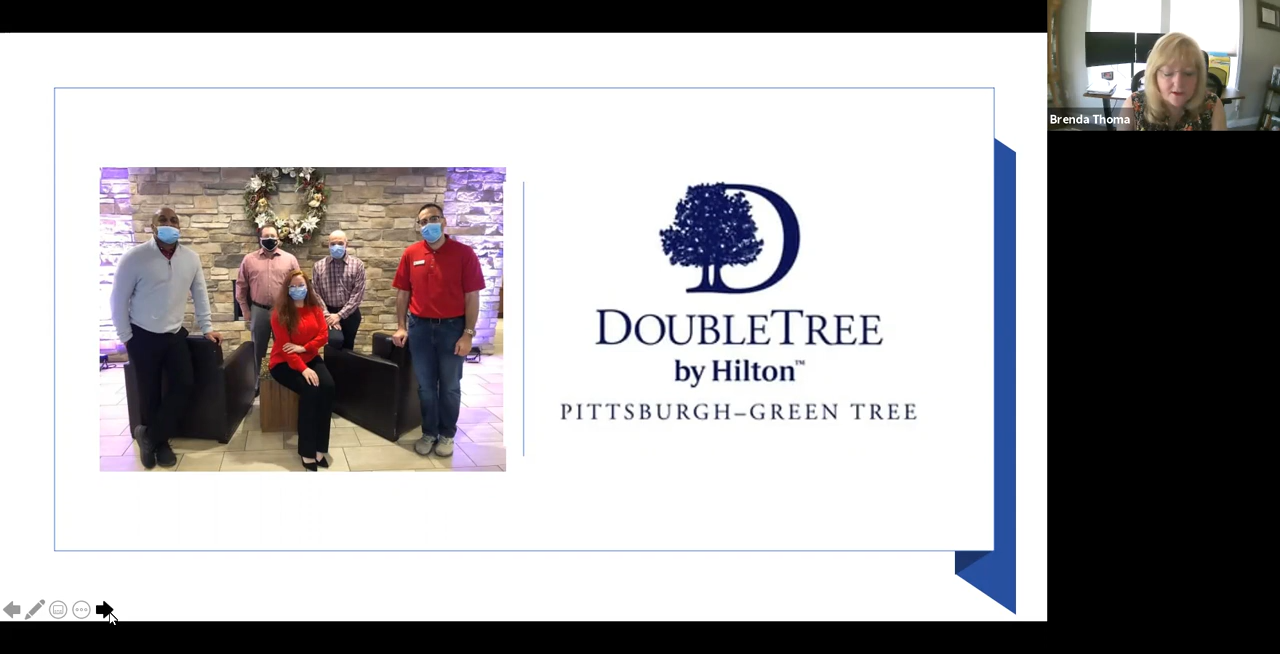 Brenda Thoma
D
DOUBLETREE
by Hilton™
PITTSBURGH–GREEN TREE